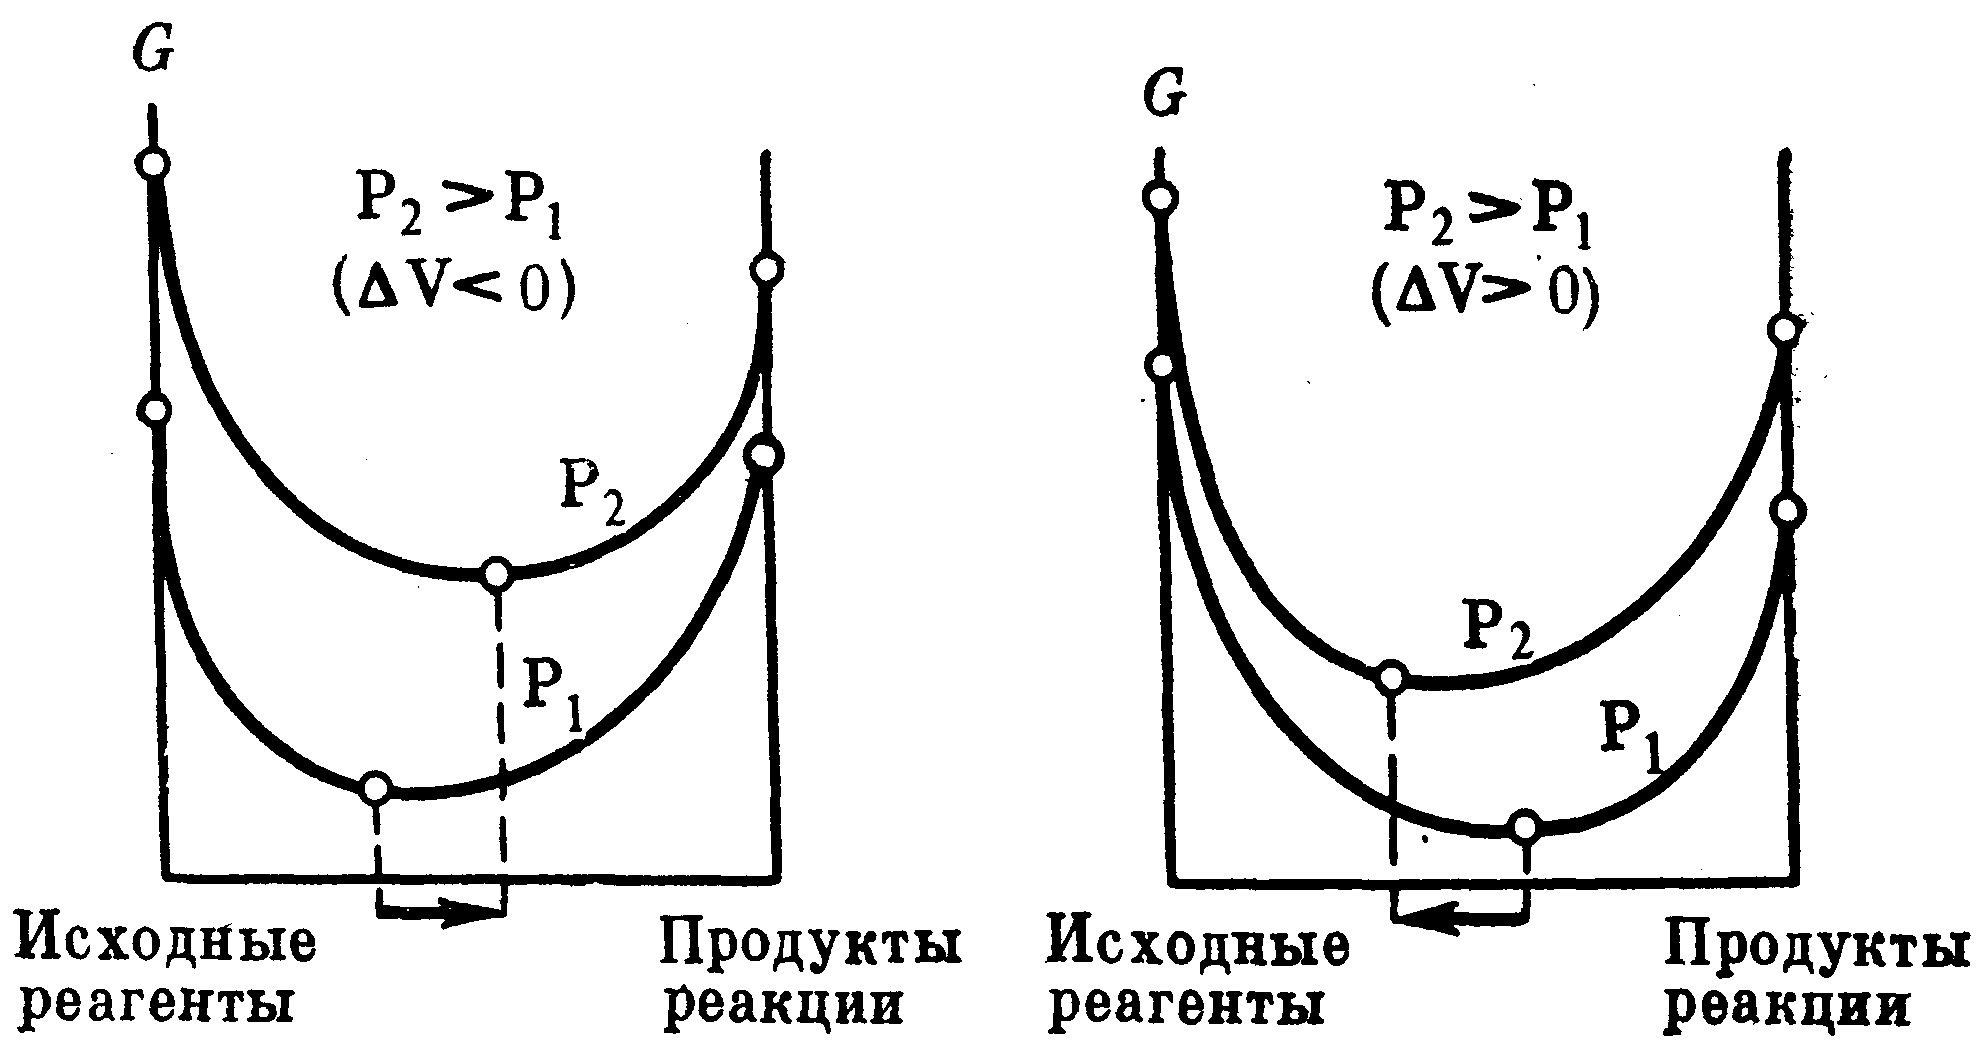 G
P₂ > P₁
(ΔV < 0)
P₂
P₁
Исходные
реагенты
Продукты
реакции
G
P₂ > P₁
(ΔV > 0)
P₂
P₁
Исходные
реагенты
Продукты
реакции